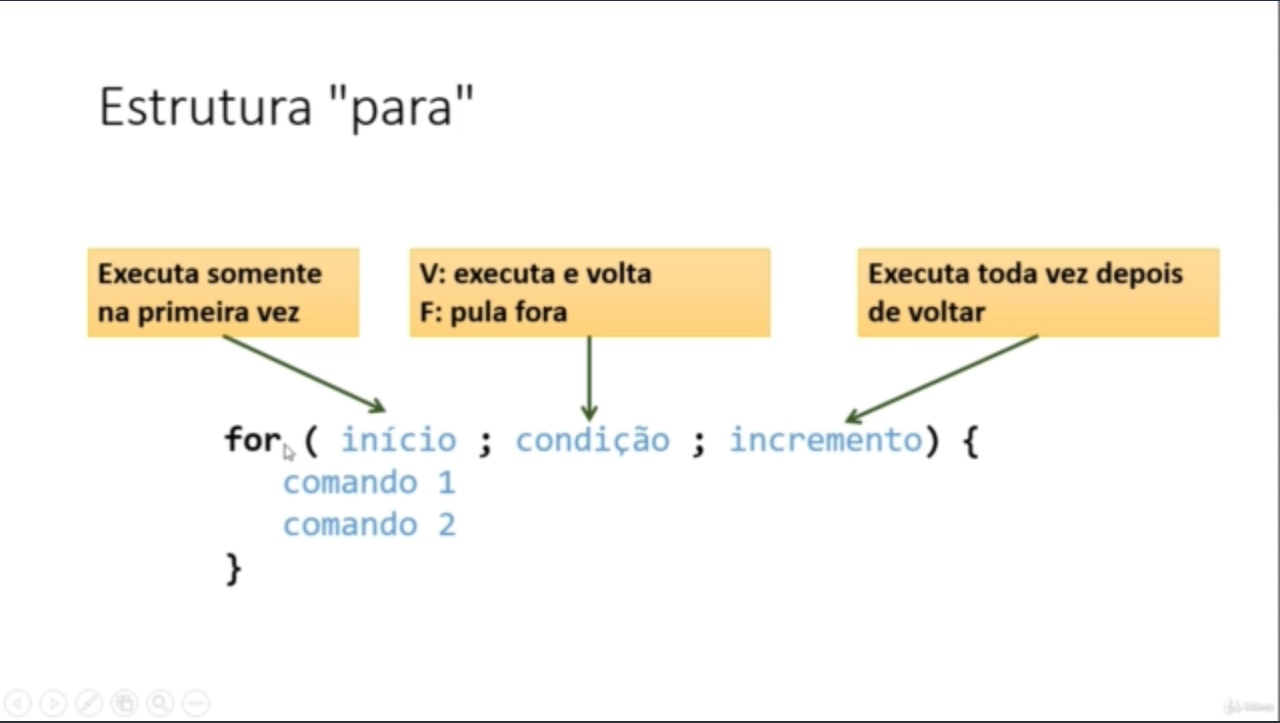 Estrutura "para"
Executa somente
na primeira vez
V: executa e volta
F: pula fora
Executa toda vez depois
de voltar
for ( início ; condição ; incremento) {
comando 1
comando 2
}